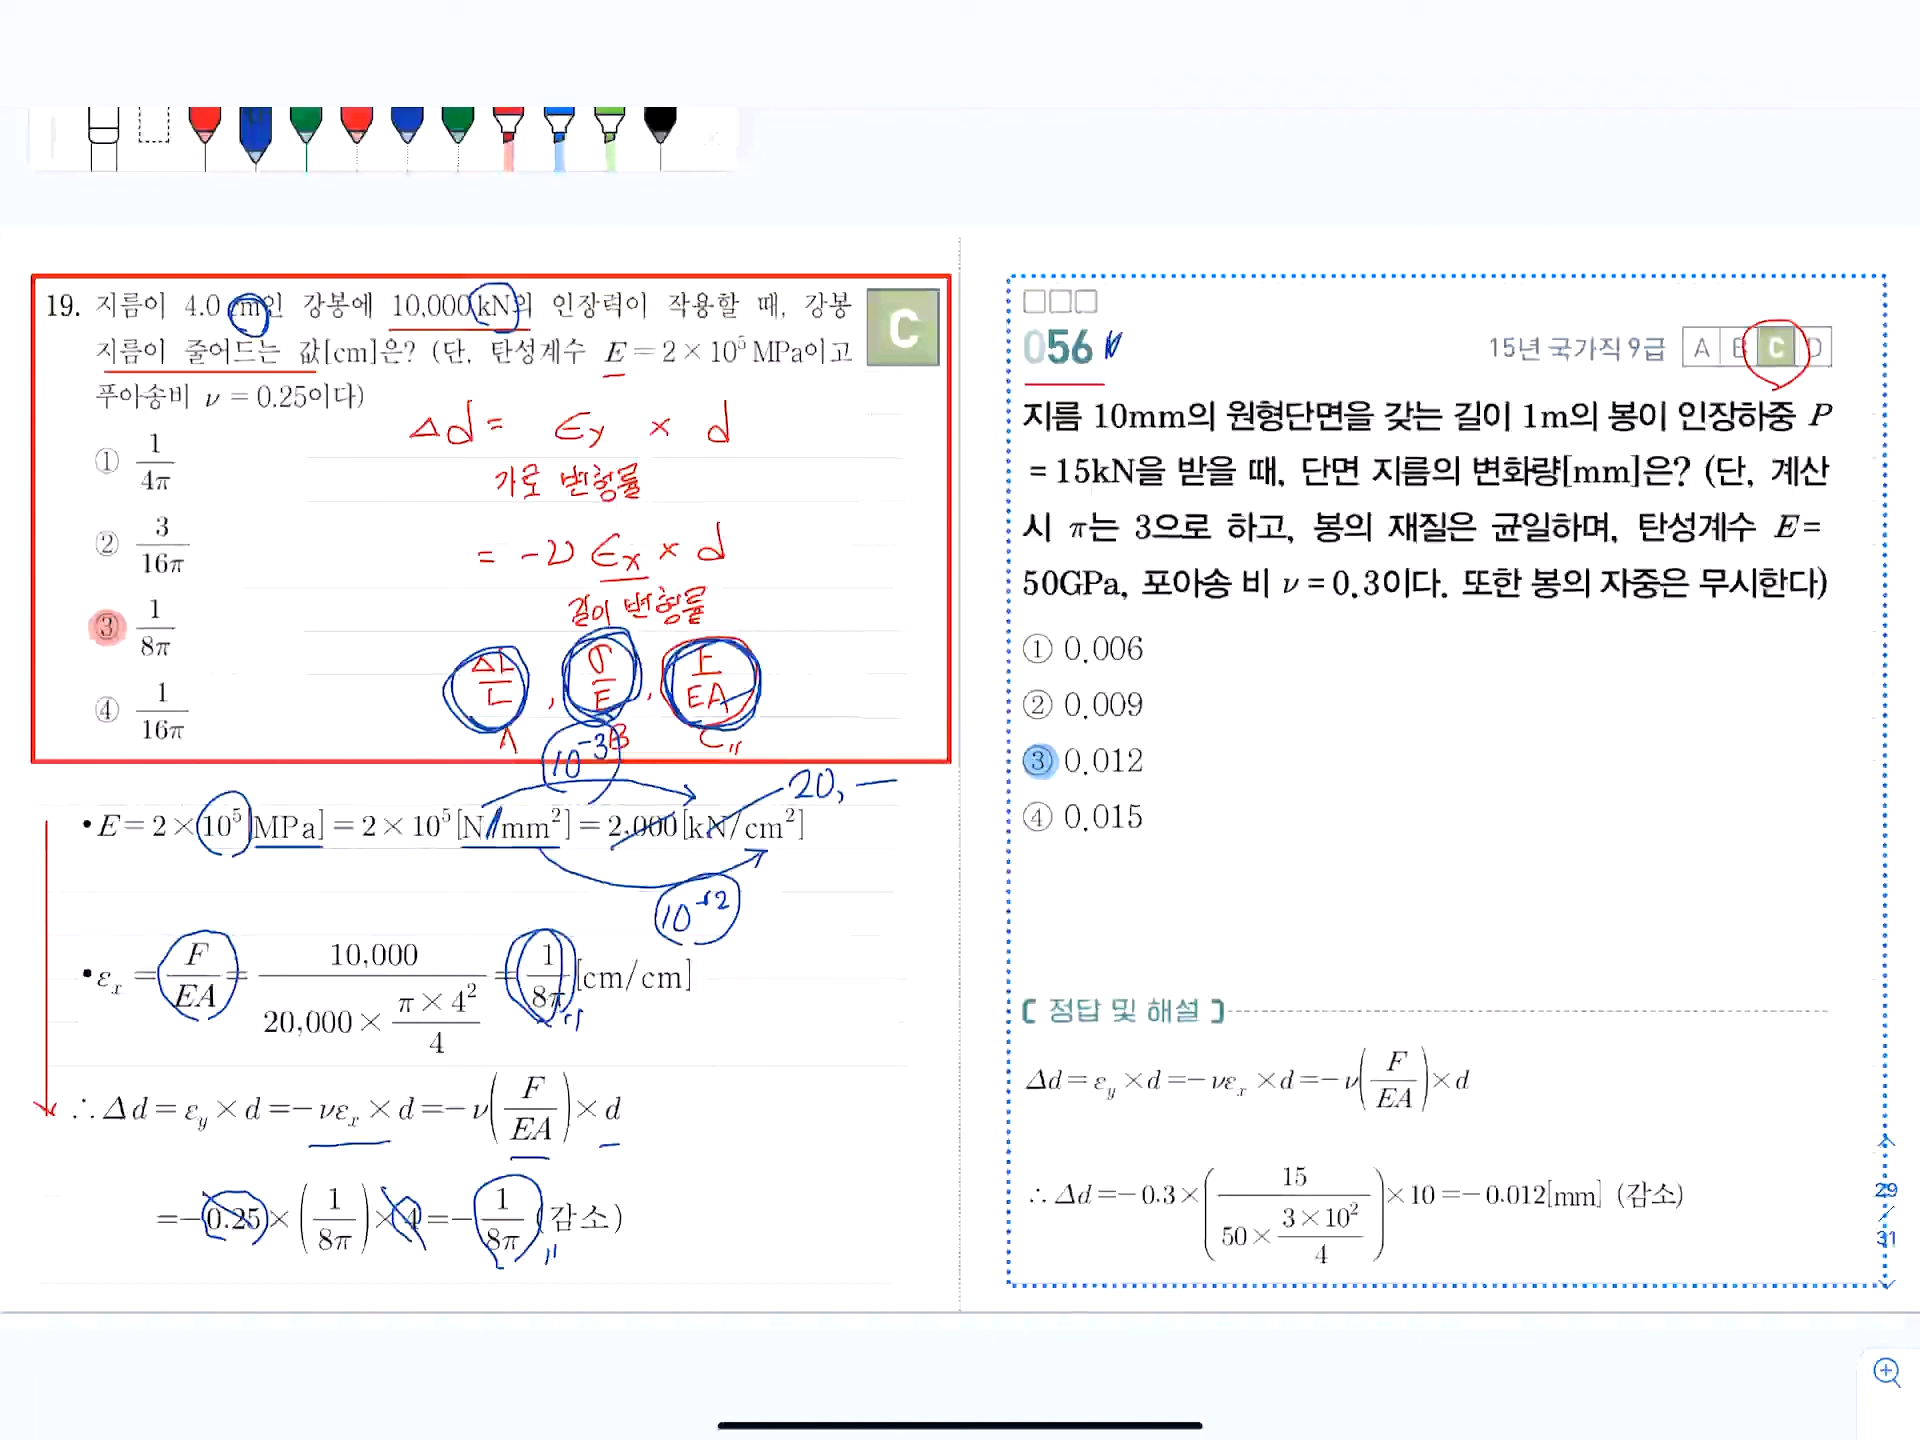 19. 지름이 4.0 cm인 강봉에 10,000kN의 인장력이 작용할 때, 강봉
지름이 줄어드는 값[cm]은? (단, 탄성계수 E = 2 × 10⁵ MPa이고
푸아송비 ν = 0.25이다)
C
① 1/4π
② 3/16π
③ 1/8π
④ 1/16π
Δd = εy × d
가로 변형률
= -ν εx × d
길이 변형률
ΔL/L , σ/E , F/EA
A B C〃
10⁻³
20,—
• E = 2 × 10⁵ [MPa] = 2 × 10⁵ [N/mm²] = 2,000 [kN/cm²]
10⁺²
• εx = F/EA = 10,000/(20,000 × (π × 4²)/4) = 1/8π [cm/cm]
∴ Δd = εy × d = − νεx × d = − ν(F/EA) × d
= − 0.25 × (1/8π) × 4 = − 1/8π (감소)
056
15년 국가직 9급 A B C D
지름 10mm의 원형단면을 갖는 길이 1m의 봉이 인장하중 P
= 15kN을 받을 때, 단면 지름의 변화량[mm]은? (단, 계산
시 π는 3으로 하고, 봉의 재질은 균일하며, 탄성계수 E =
50GPa, 포아송 비 ν = 0.3이다. 또한 봉의 자중은 무시한다)
① 0.006
② 0.009
③ 0.012
④ 0.015
정답 및 해설
Δd = εy × d = − νεx × d = − ν(F/EA) × d
∴ Δd = − 0.3 × (15/(50 × (3 × 10²)/4)) × 10 = − 0.012[mm] (감소)
29
/
31